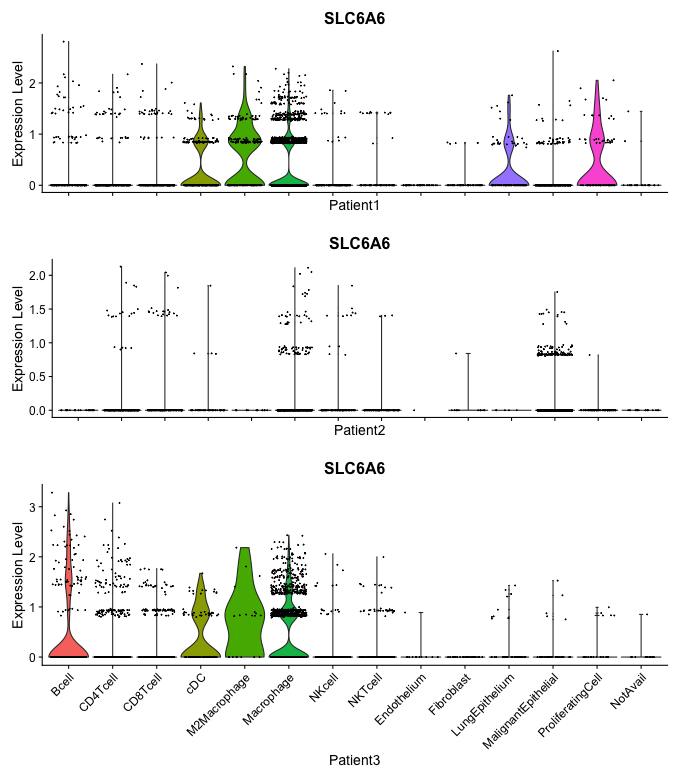 SLC6A6
Expression Level
2
1
0
Patient1
SLC6A6
Expression Level
2.0
1.5
1.0
0.5
0.0
Patient2
SLC6A6
Expression Level
3
2
1
0
Bcell
CD4Tcell
CD8Tcell
cDC
M2Macrophage
Macrophage
NKcell
NKTcell
Endothelium
Fibroblast
LungEpithelium
MalignantEpithelial
ProliferatingCell
NotAvail
Patient3